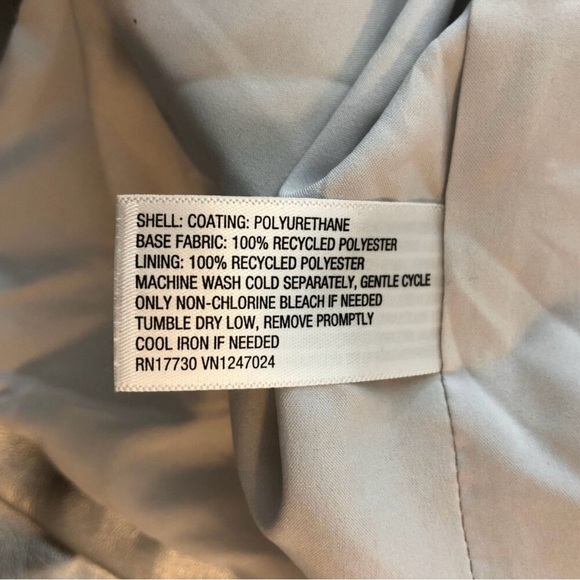 SHELL: COATING: POLYURETHANE
BASE FABRIC: 100% RECYCLED POLYESTER
LINING: 100% RECYCLED POLYESTER
MACHINE WASH COLD SEPARATELY, GENTLE CYCLE
ONLY NON-CHLORINE BLEACH IF NEEDED
TUMBLE DRY LOW, REMOVE PROMPTLY
COOL IRON IF NEEDED
RN17730 VN1247024